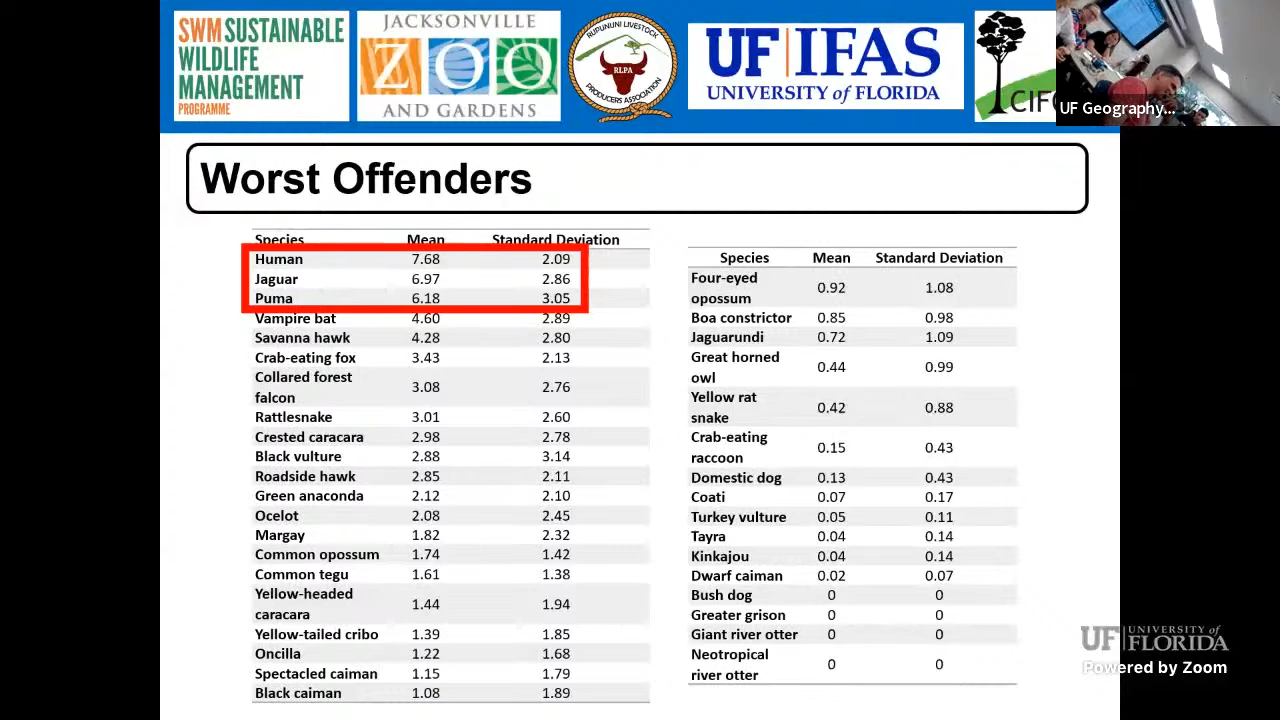 SWM SUSTAINABLE
WILDLIFE
MANAGEMENT
PROGRAMME
JACKSONVILLE
ZOO
AND GARDENS
RUPUNUNI LIVESTOCK
RLPA
PRODUCERS ASSOCIATION
UF|IFAS
UNIVERSITY of FLORIDA
UF Geography...
Worst Offenders
Species Mean Standard Deviation
Human 7.68 2.09
Jaguar 6.97 2.86
Puma 6.18 3.05
Vampire bat 4.60 2.89
Savanna hawk 4.28 2.80
Crab-eating fox 3.43 2.13
Collared forest
falcon 3.08 2.76
Rattlesnake 3.01 2.60
Crested caracara 2.98 2.78
Black vulture 2.88 3.14
Roadside hawk 2.85 2.11
Green anaconda 2.12 2.10
Ocelot 2.08 2.45
Margay 1.82 2.32
Common opossum 1.74 1.42
Common tegu 1.61 1.38
Yellow-headed
caracara 1.44 1.94
Yellow-tailed cribo 1.39 1.85
Oncilla 1.22 1.68
Spectacled caiman 1.15 1.79
Black caiman 1.08 1.89
Species Mean Standard Deviation
Four-eyed
opossum 0.92 1.08
Boa constrictor 0.85 0.98
Jaguarundi 0.72 1.09
Great horned
owl 0.44 0.99
Yellow rat
snake 0.42 0.88
Crab-eating
raccoon 0.15 0.43
Domestic dog 0.13 0.43
Coati 0.07 0.17
Turkey vulture 0.05 0.11
Tayra 0.04 0.14
Kinkajou 0.04 0.14
Dwarf caiman 0.02 0.07
Bush dog 0 0
Greater grison 0 0
Giant river otter 0 0
Neotropical
river otter 0 0
UF UNIVERSITY of
FLORIDA
Powered by Zoom